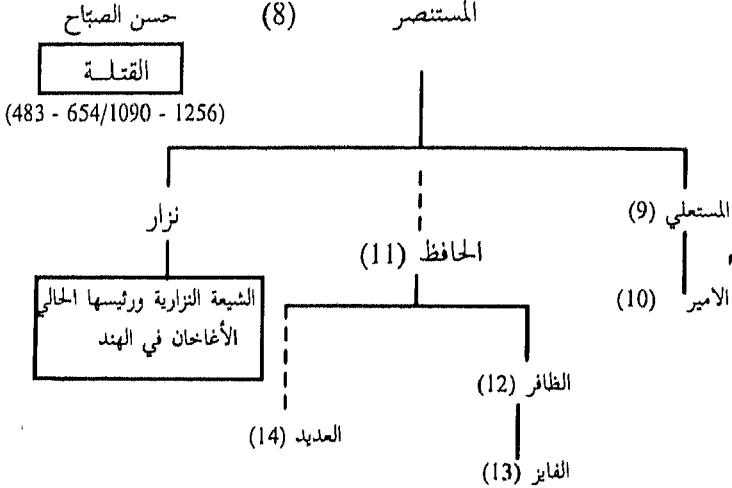 المستنصر (8) حسن الصبّاح
القتلـــة
(483 - 654/1090 - 1256)
المستعلي (9)
نزار
الحافظ (11)
الامير (10)
الشيعة النزارية ورئيسها الحالي
الأغاخان في الهند
الظافر (12)
العديد (14)
الفايز (13)